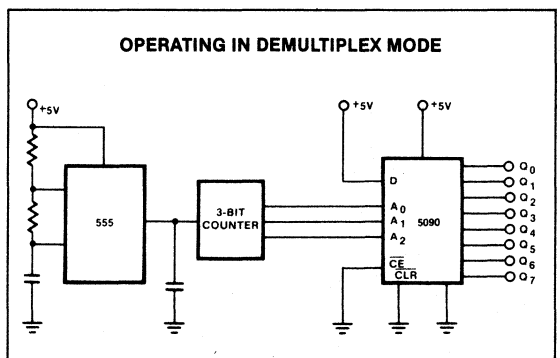 OPERATING IN DEMULTIPLEX MODE
+5V
+5V
+5V
555
3-BIT
COUNTER
5090
D
A0
A1
A2
CE
CLR
Q0
Q1
Q2
Q3
Q4
Q5
Q6
Q7